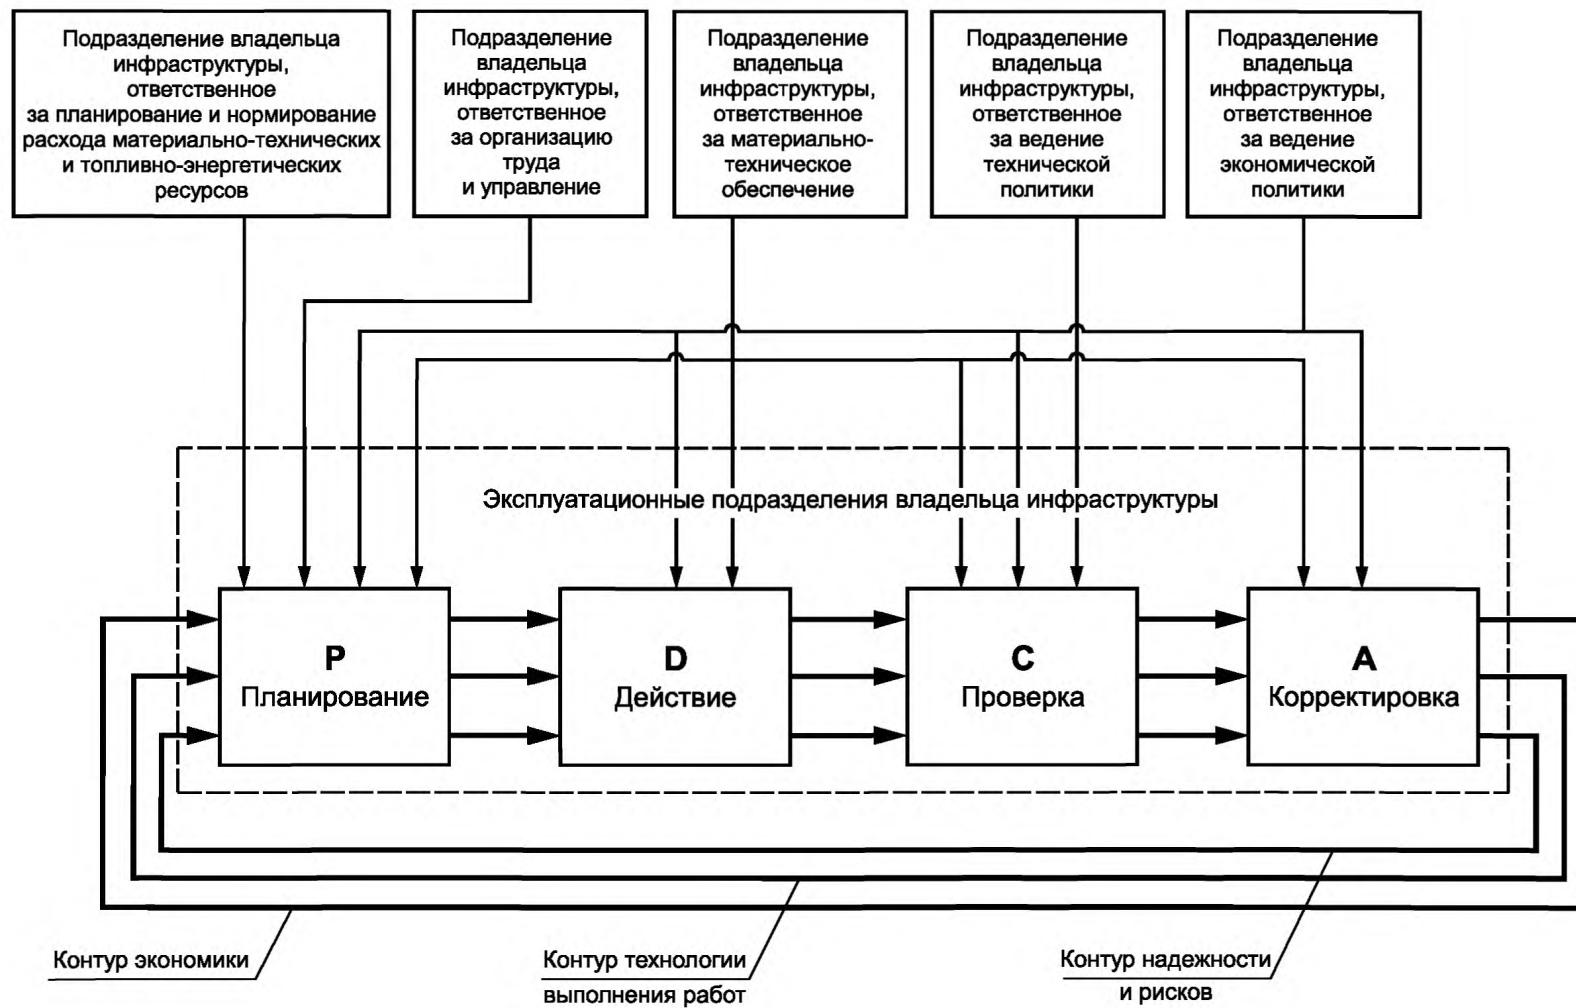 Подразделение владельца
инфраструктуры,
ответственное
за планирование и нормирование
расхода материально-технических
и топливно-энергетических
ресурсов
Подразделение
владельца
инфраструктуры,
ответственное
за организацию
труда
и управление
Подразделение
владельца
инфраструктуры,
ответственное
за материально-
техническое
обеспечение
Подразделение
владельца
инфраструктуры,
ответственное
за ведение
технической
политики
Подразделение
владельца
инфраструктуры,
ответственное
за ведение
экономической
политики
Эксплуатационные подразделения владельца инфраструктуры
P
Планирование
D
Действие
C
Проверка
A
Корректировка
Контур экономики
Контур технологии
выполнения работ
Контур надежности
и рисков